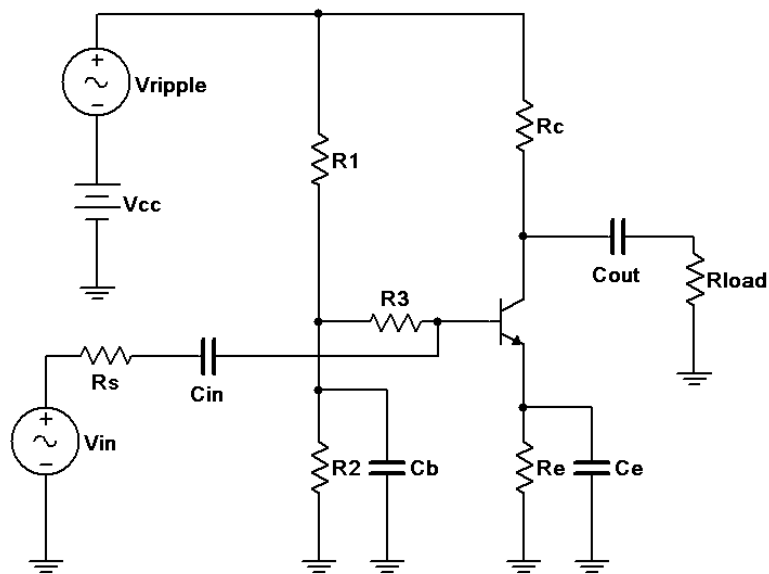 +
Vripple
−
Rc
R1
Vcc
Cout
Rload
R3
Rs
Cin
+
Vin
−
R2
Cb
Re
Ce